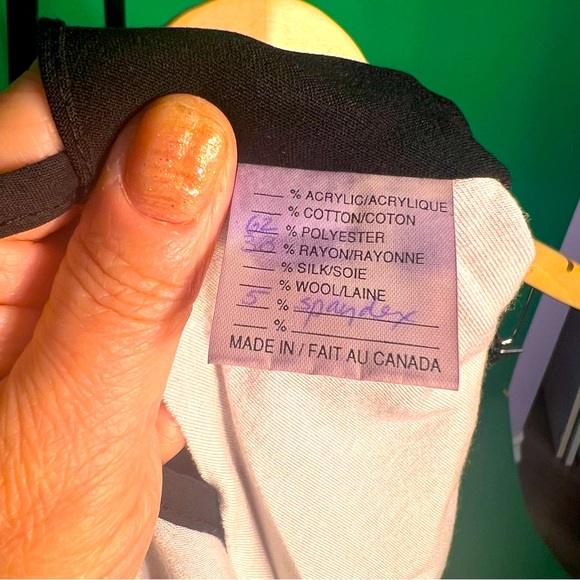 % ACRYLIC/ACRYLIQUE
% COTTON/COTON
62 % POLYESTER
33 % RAYON/RAYONNE
% SILK/SOIE
% WOOL/LAINE
5 % spandex
%
MADE IN / FAIT AU CANADA